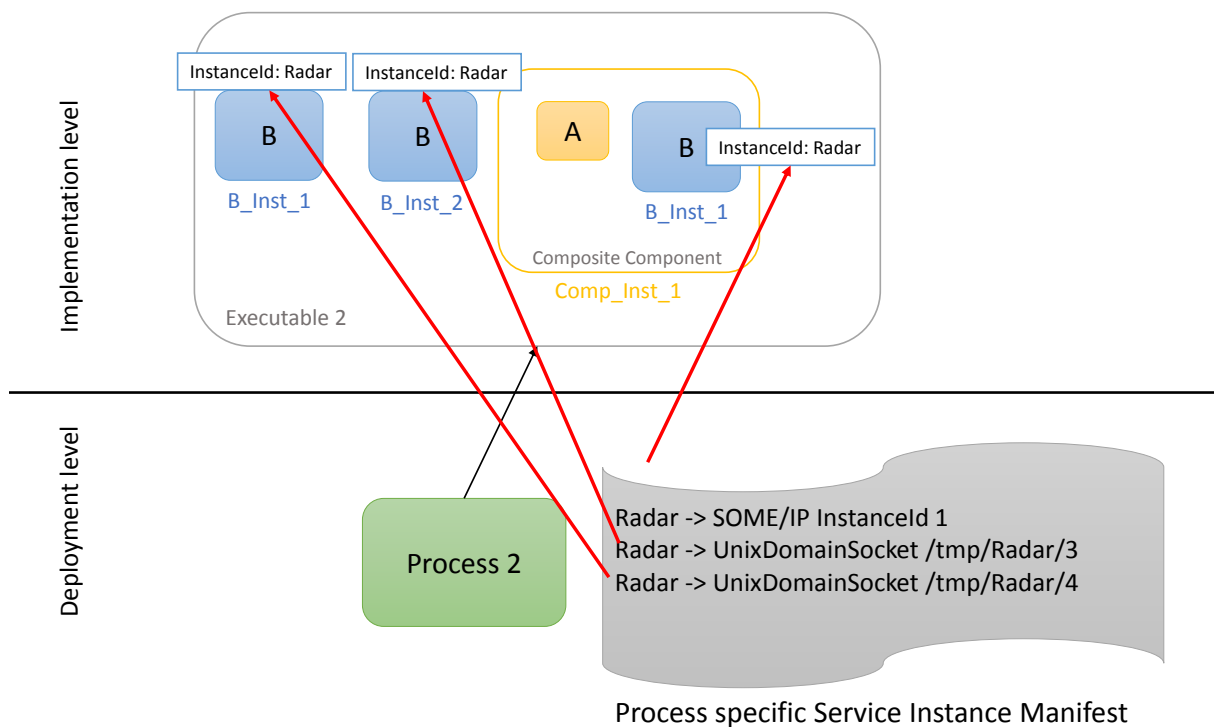 Implementation level
InstanceId: Radar
InstanceId: Radar
B
B
A
B
InstanceId: Radar
B_Inst_1
B_Inst_2
B_Inst_1
Composite Component
Comp_Inst_1
Executable 2
Deployment level
Process 2
Radar -> SOME/IP InstanceId 1
Radar -> UnixDomainSocket /tmp/Radar/3
Radar -> UnixDomainSocket /tmp/Radar/4
Process specific Service Instance Manifest